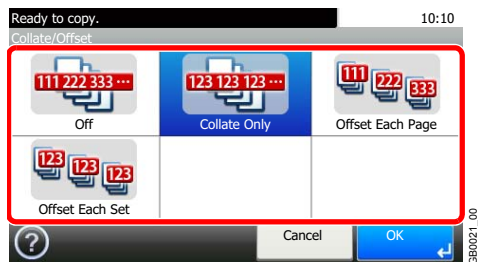 Ready to copy. 10:10
Collate/Offset
111 222 333 ···
123 123 123 ···
111 222 333
Off
Collate Only
Offset Each Page
123 123 123
Offset Each Set
?
Cancel
OK
GB0021_00